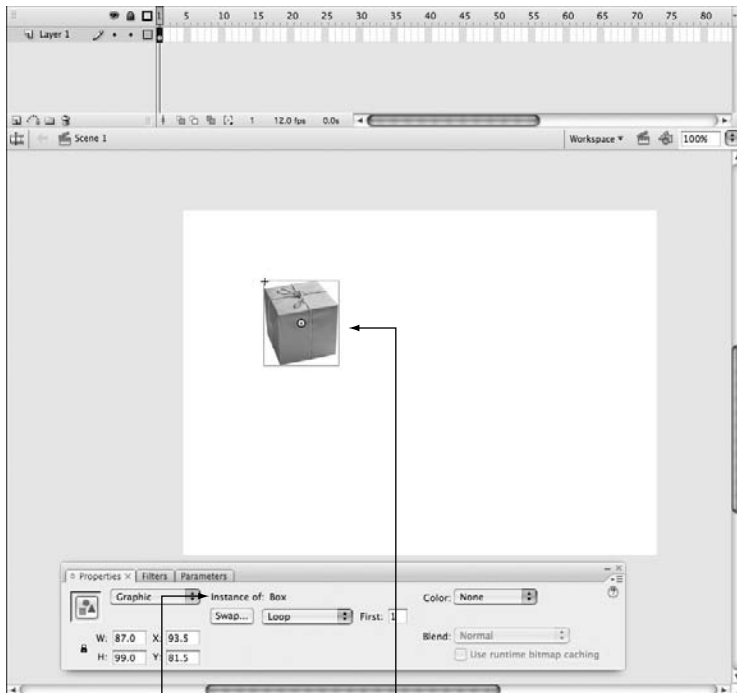 1 5 10 15 20 25 30 35 40 45 50 55 60 65 70 75 80
Layer 1
1 12.0 fps 0.0s
Scene 1 Workspace 100%
Properties × Filters Parameters
Graphic Instance of: Box Color: None
Swap... Loop First: 1
W: 87.0 X: 93.5 Blend: Normal
H: 99.0 Y: 81.5 Use runtime bitmap caching